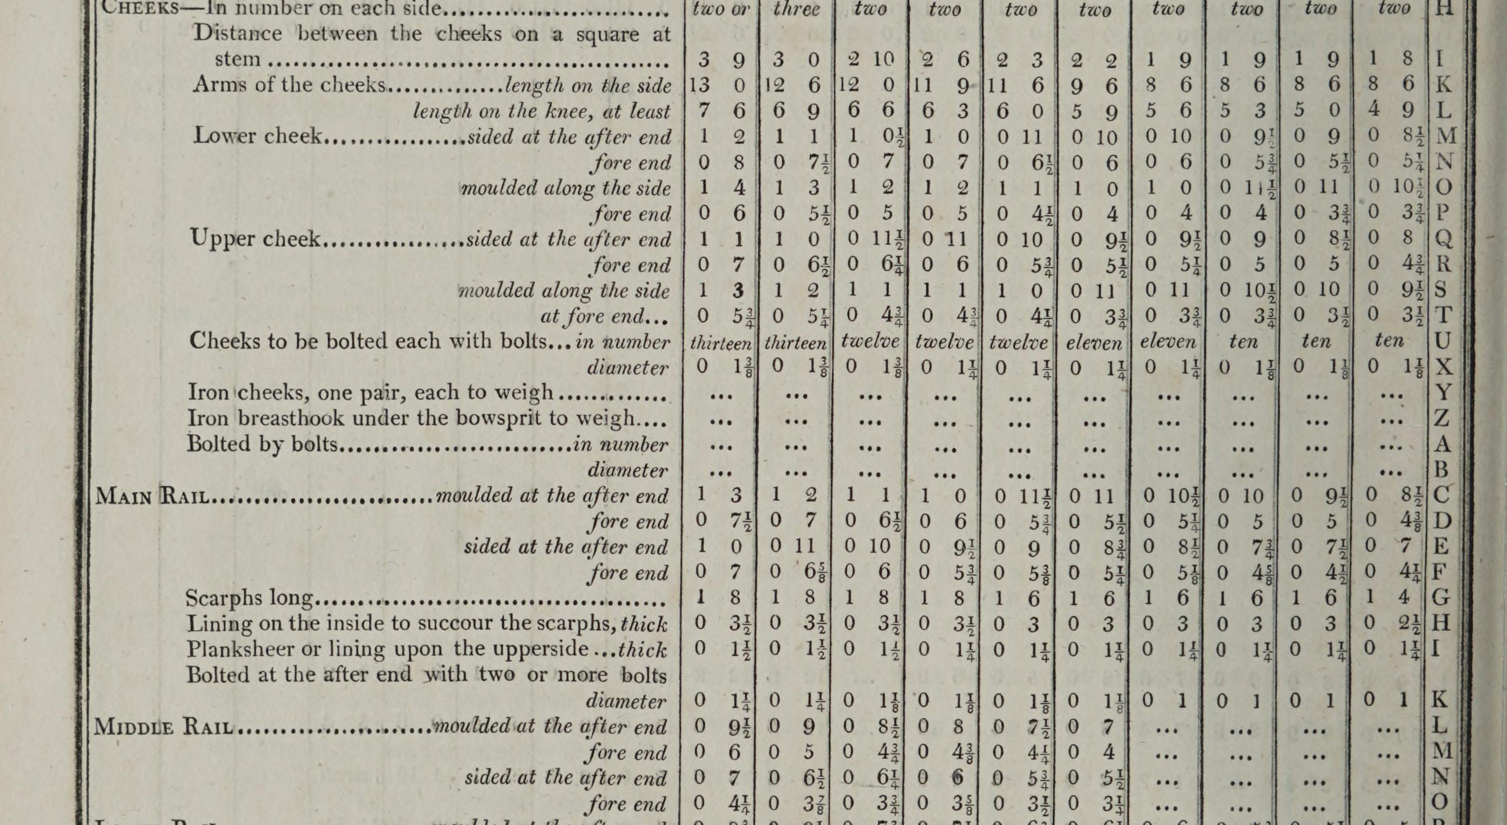 CHEEKS—In number on each side two or three two two two two two two two two H
Distance between the cheeks on a square at
stem 3 9 3 0 2 10 2 6 2 3 2 2 1 9 1 9 1 9 1 8 I
Arms of the cheeks length on the side 13 0 12 6 12 0 11 9 11 6 9 6 8 6 8 6 8 6 8 6 K
length on the knee, at least 7 6 6 9 6 6 6 3 6 0 5 9 5 6 5 3 5 0 4 9 L
Lower cheek sided at the after end 1 2 1 1 1 0½ 1 0 0 11 0 10 0 10 0 9½ 0 9 0 8½ M
fore end 0 8 0 7½ 0 7 0 7 0 6½ 0 6 0 6 0 5¾ 0 5½ 0 5¼ N
moulded along the side 1 4 1 3 1 2 1 2 1 1 1 0 1 0 0 11½ 0 11 0 10½ O
fore end 0 6 0 5½ 0 5 0 5 0 4½ 0 4 0 4 0 4 0 3¾ 0 3¾ P
Upper cheek sided at the after end 1 1 1 0 0 11½ 0 11 0 10 0 9½ 0 9½ 0 9 0 8½ 0 8 Q
fore end 0 7 0 6½ 0 6¼ 0 6 0 5¾ 0 5½ 0 5¼ 0 5 0 5 0 4¾ R
moulded along the side 1 3 1 2 1 1 1 1 1 0 0 11 0 11 0 10½ 0 10 0 9½ S
at fore end... 0 5¾ 0 5¼ 0 4¾ 0 4¾ 0 4¼ 0 3¾ 0 3¾ 0 3¾ 0 3½ 0 3½ T
Cheeks to be bolted each with bolts...in number thirteen thirteen twelve twelve twelve eleven eleven ten ten ten U
diameter 0 1⅜ 0 1⅜ 0 1⅜ 0 1¼ 0 1¼ 0 1¼ 0 1¼ 0 1⅛ 0 1⅛ 0 1⅛ X
Iron cheeks, one pair, each to weigh ... ... ... ... ... ... ... ... ... ... Y
Iron breasthook under the bowsprit to weigh.... ... ... ... ... ... ... ... ... ... ... Z
Bolted by bolts in number ... ... ... ... ... ... ... ... ... ... A
diameter ... ... ... ... ... ... ... ... ... ... B
MAIN RAIL moulded at the after end 1 3 1 2 1 1 1 0 0 11½ 0 11 0 10½ 0 10 0 9½ 0 8½ C
fore end 0 7½ 0 7 0 6½ 0 6 0 5¾ 0 5½ 0 5¼ 0 5 0 5 0 4⅜ D
sided at the after end 1 0 0 11 0 10 0 9½ 0 9 0 8¾ 0 8½ 0 7¾ 0 7½ 0 7 E
fore end 0 7 0 6⅝ 0 6 0 5¾ 0 5⅜ 0 5¼ 0 5⅛ 0 4⅝ 0 4½ 0 4¼ F
Scarphs long 1 8 1 8 1 8 1 8 1 6 1 6 1 6 1 6 1 6 1 4 G
Lining on the inside to succour the scarphs, thick 0 3½ 0 3½ 0 3½ 0 3½ 0 3 0 3 0 3 0 3 0 3 0 2½ H
Planksheer or lining upon the upperside ...thick 0 1½ 0 1½ 0 1½ 0 1¼ 0 1¼ 0 1¼ 0 1¼ 0 1¼ 0 1¼ 0 1¼ I
Bolted at the after end with two or more bolts
diameter 0 1¼ 0 1¼ 0 1⅛ 0 1⅛ 0 1⅛ 0 1⅛ 0 1 0 1 0 1 0 1 K
MIDDLE RAIL moulded at the after end 0 9½ 0 9 0 8½ 0 8 0 7½ 0 7 ... ... ... ... L
fore end 0 6 0 5 0 4¾ 0 4⅜ 0 4¼ 0 4 ... ... ... ... M
sided at the after end 0 7 0 6½ 0 6¼ 0 6 0 5¾ 0 5½ ... ... ... ... N
fore end 0 4¼ 0 3⅞ 0 3¾ 0 3⅝ 0 3½ 0 3¼ ... ... ... ... O